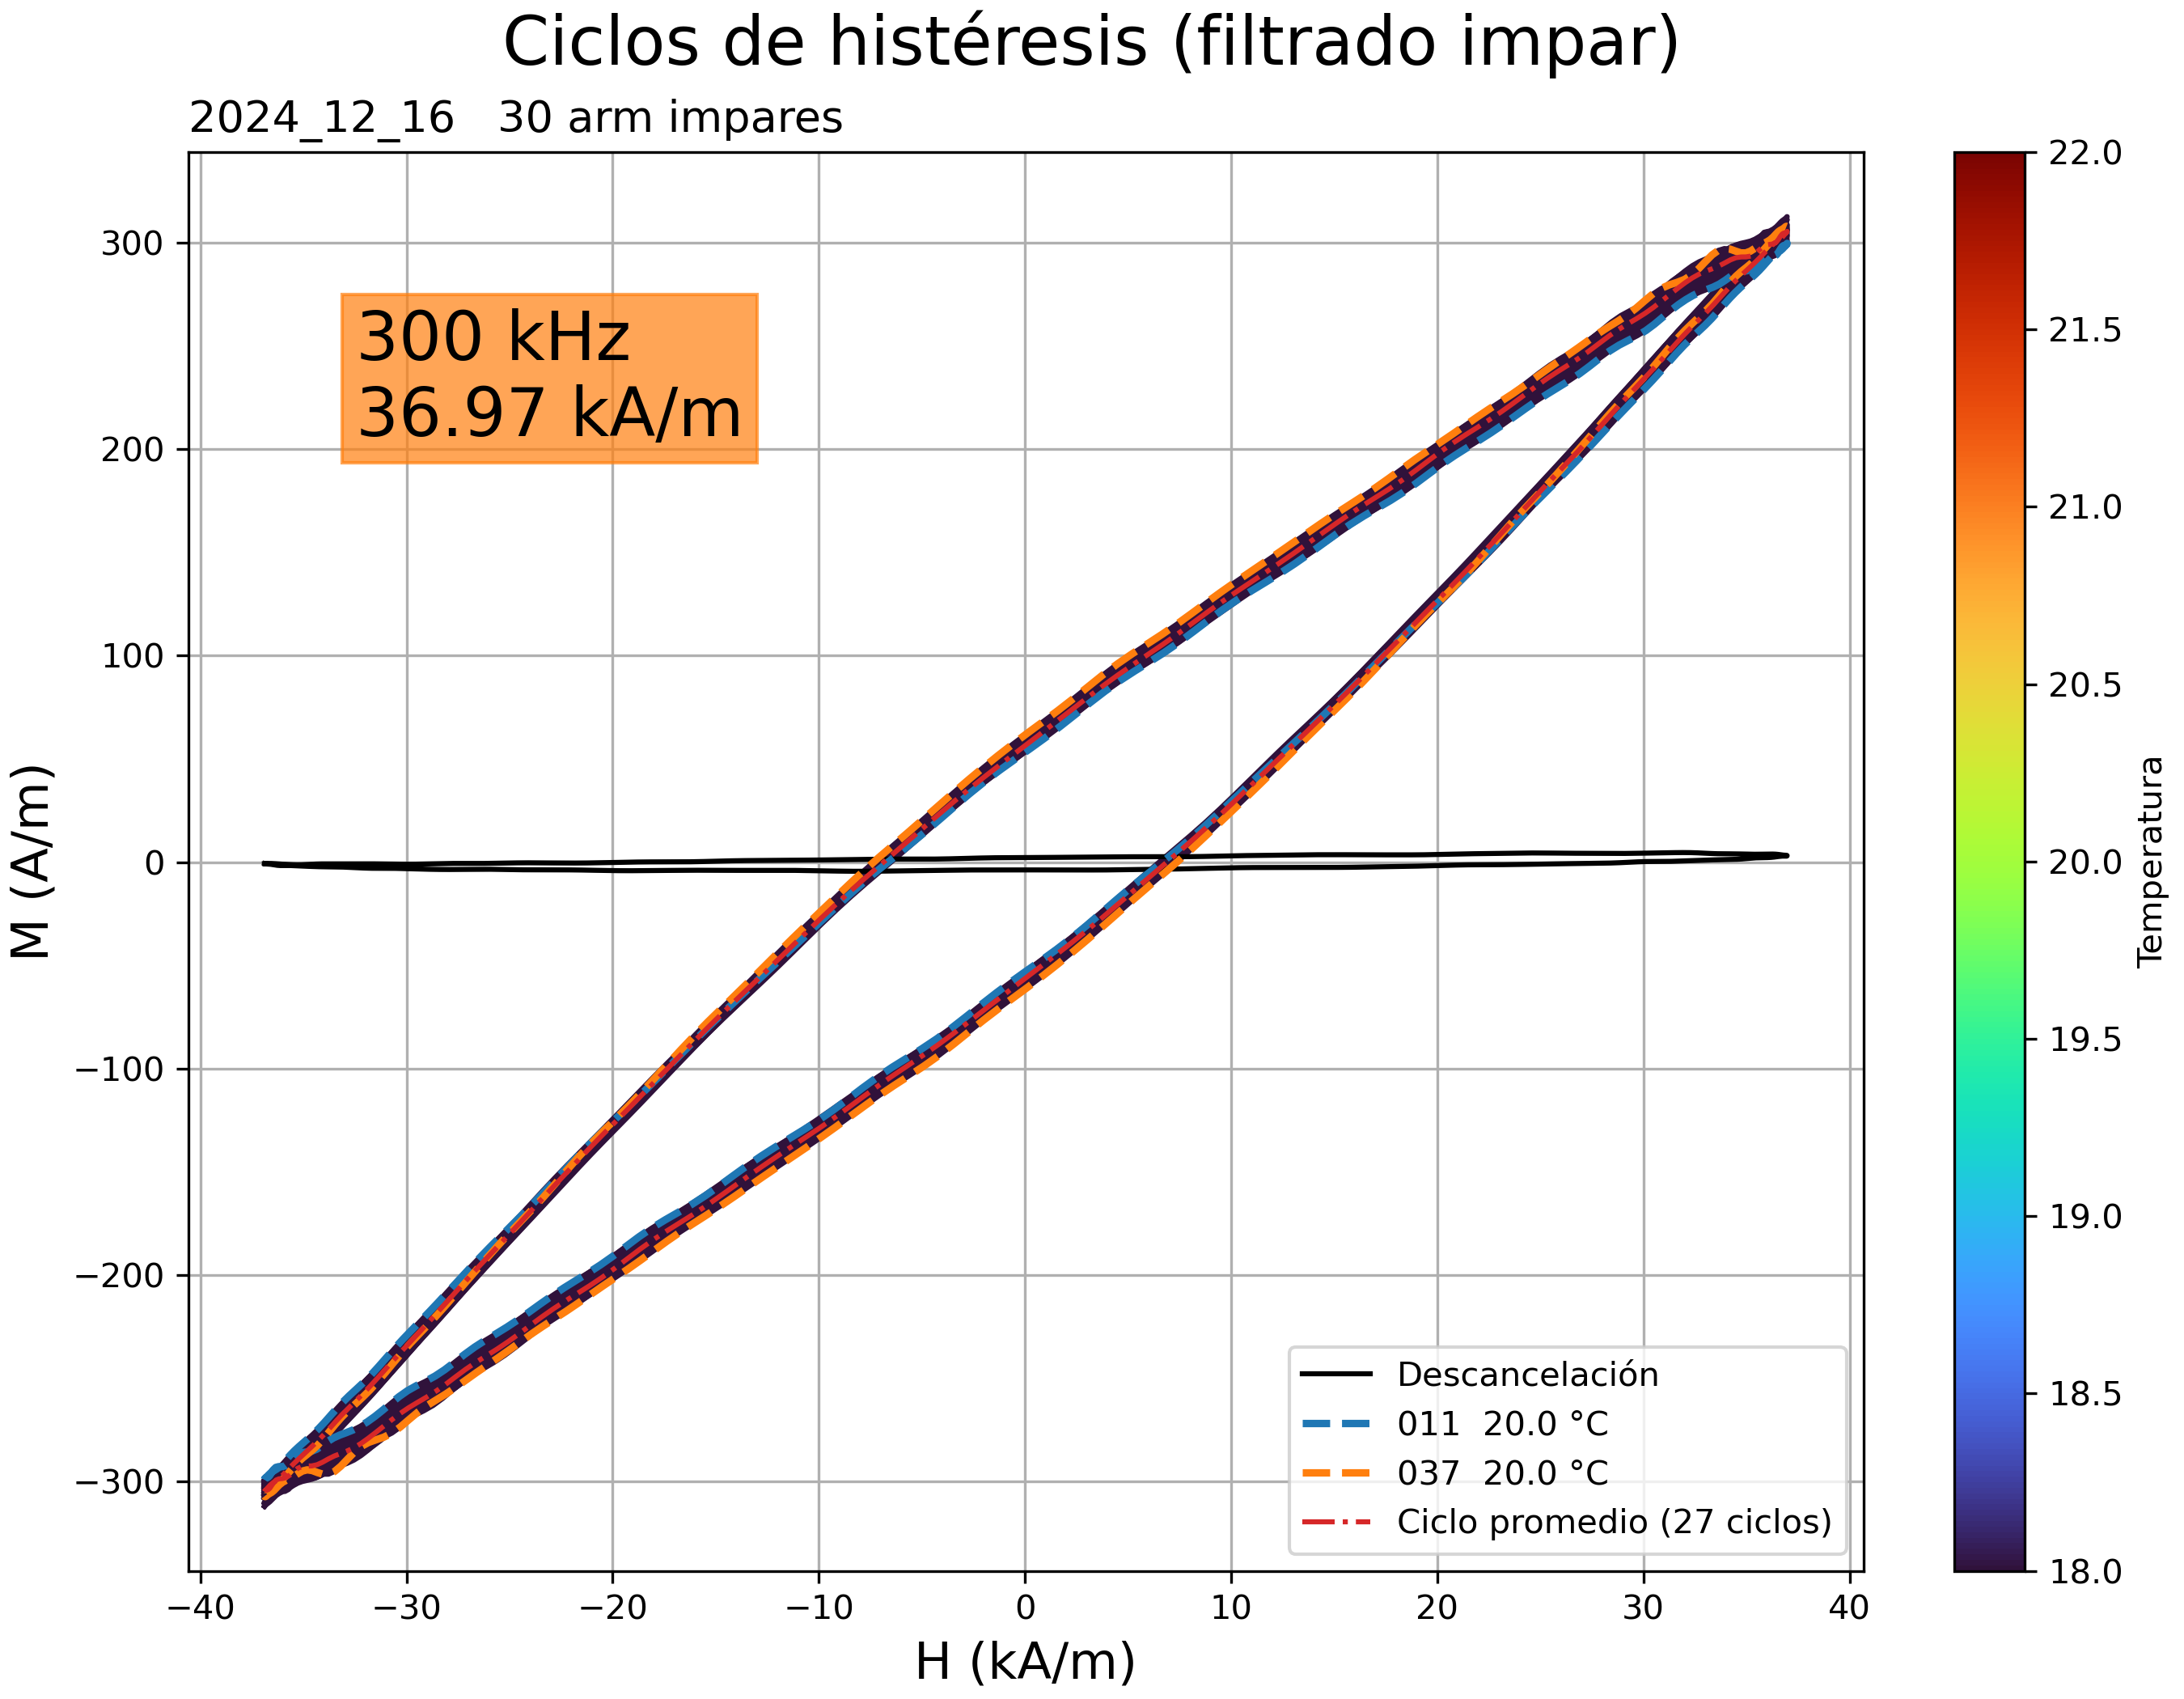 Ciclos de histéresis (filtrado impar)
2024_12_16   30 arm impares
300 kHz
36.97 kA/m
M (A/m)
300
200
100
0
−100
−200
−300
−40
−30
−20
−10
0
10
20
30
40
H (kA/m)
Descancelación
011  20.0 °C
037  20.0 °C
Ciclo promedio (27 ciclos)
22.0
21.5
21.0
20.5
20.0
19.5
19.0
18.5
18.0
Temperatura